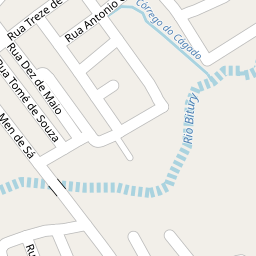 Rua Treze de
Rua Antonio
Córrego do Cágado
Rua Dez de Maio
Rua Tomé de Souza
Men de Sá
Rio Bitury